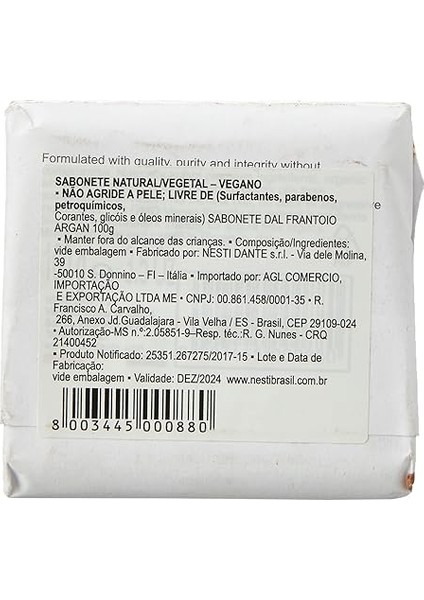 Formulated with quality, purity and integrity without
SABONETE NATURAL/VEGETAL – VEGANO
• NÃO AGRIDE A PELE; LIVRE DE (Surfactantes, parabenos,
petroquímicos,
Corantes, glicóis e óleos minerais) SABONETE DAL FRANTOIO
ARGAN 100g
• Manter fora do alcance das crianças. • Composição/Ingredientes:
vide embalagem • Fabricado por: NESTI DANTE s.r.l. - Via dele Molina,
39
-50010 S. Donnino – FI – Itália • Importado por: AGL COMERCIO,
IMPORTAÇÃO
E EXPORTAÇÃO LTDA ME • CNPJ: 00.861.458/0001-35 • R.
Francisco A. Carvalho,
266, Anexo Jd.Guadalajara - Vila Velha / ES - Brasil, CEP 29109-024
• Autorização-MS n.º:2.05851-9–Resp. téc.:R. G. Nunes - CRQ
21400452
• Produto Notificado: 25351.267275/2017-15 • Lote e Data de
Fabricação:
vide embalagem • Validade: DEZ/2024 www.nestibrasil.com.br
8 003445 000880